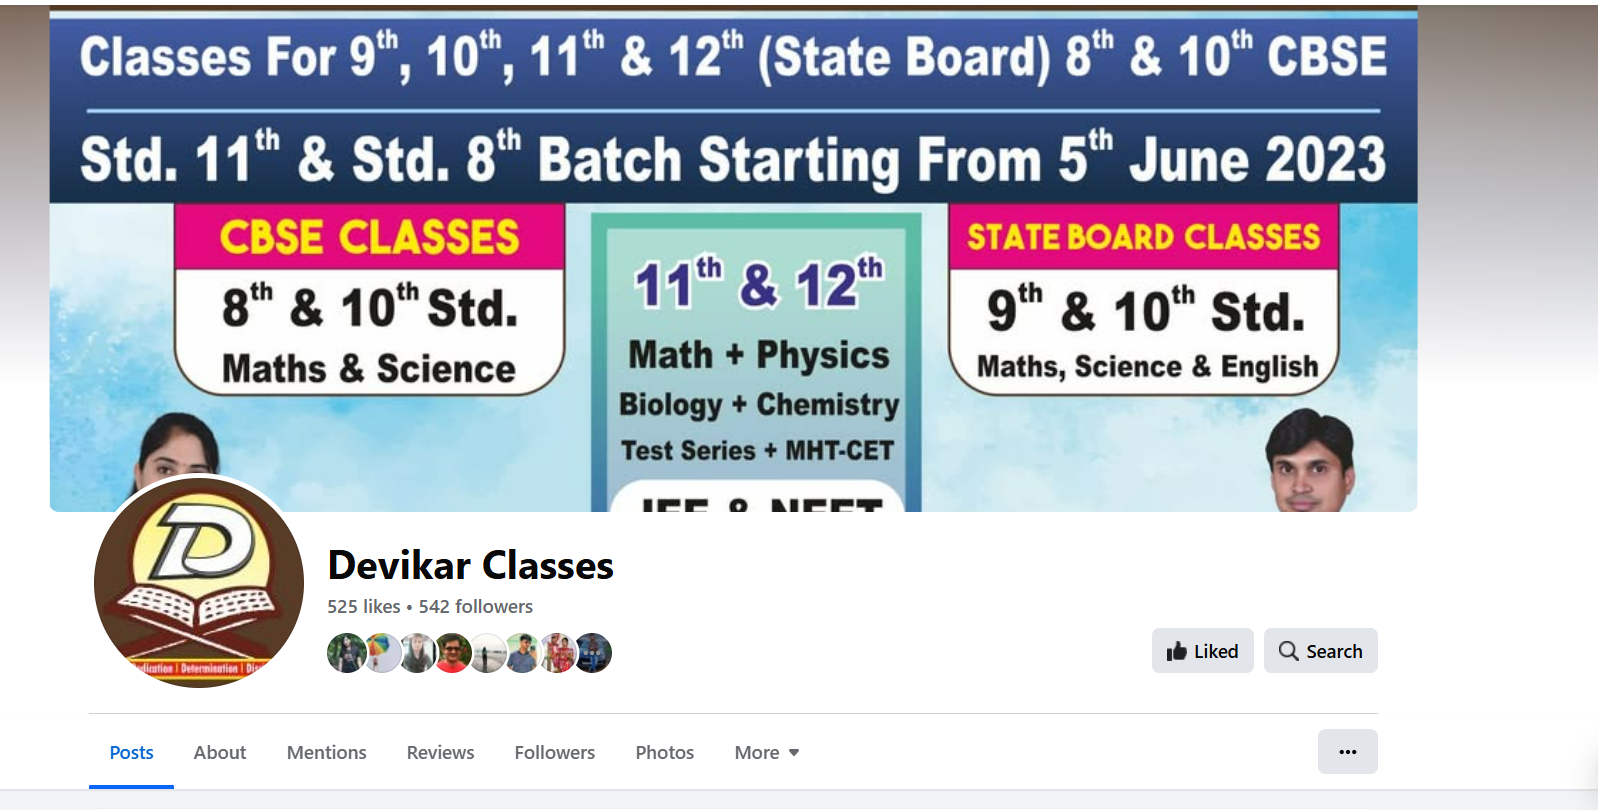 Classes For 9th, 10th, 11th & 12th (State Board) 8th & 10th CBSE
Std. 11th & Std. 8th Batch Starting From 5th June 2023
CBSE CLASSES
8th & 10th Std.
Maths & Science
11th & 12th
Math + Physics
Biology + Chemistry
Test Series + MHT-CET
JEE & NEET
STATE BOARD CLASSES
9th & 10th Std.
Maths, Science & English
D
Determination
Devikar Classes
525 likes • 542 followers
Liked
Search
Posts About Mentions Reviews Followers Photos More